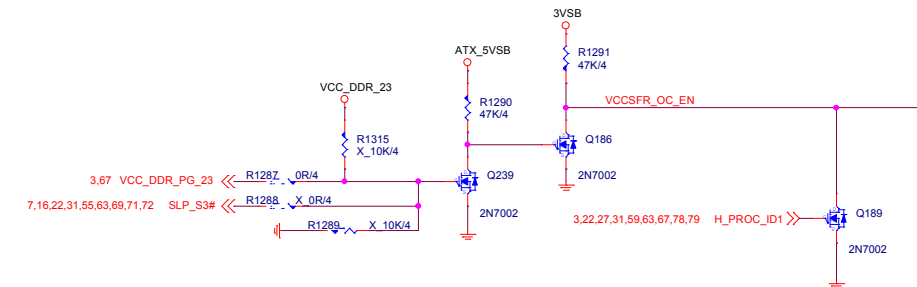 3VSB
R1291
47K/4
ATX_5VSB
VCC_DDR_23
R1290
47K/4
VCCSFR_OC_EN
R1315
X_10K/4
Q186
2N7002
3,67 VCC_DDR_PG_23 R1287 0R/4
Q239
2N7002
7,16,22,31,55,63,69,71,72 SLP_S3# R1288 X_0R/4
R1289 X_10K/4
3,22,27,31,59,63,67,78,79 H_PROC_ID1
Q189
2N7002